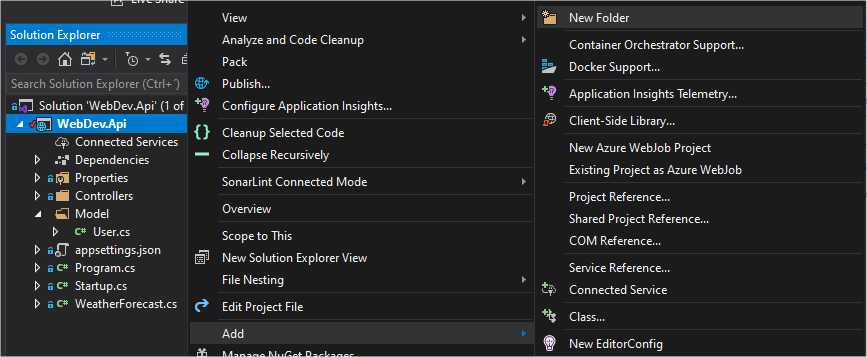 Live Share
Solution Explorer
Search Solution Explorer (Ctrl+¨)
Solution 'WebDev.Api' (1 of
WebDev.Api
Connected Services
Dependencies
Properties
Controllers
Model
C# User.cs
appsettings.json
C# Program.cs
C# Startup.cs
C# WeatherForecast.cs
View
Analyze and Code Cleanup
Pack
Publish...
Configure Application Insights...
Cleanup Selected Code
Collapse Recursively
SonarLint Connected Mode
Overview
Scope to This
New Solution Explorer View
File Nesting
Edit Project File
Add
Manage NuGet Packages
New Folder
Container Orchestrator Support...
Docker Support...
Application Insights Telemetry...
Client-Side Library...
New Azure WebJob Project
Existing Project as Azure WebJob
Project Reference...
Shared Project Reference...
COM Reference...
Service Reference...
Connected Service
Class...
New EditorConfig